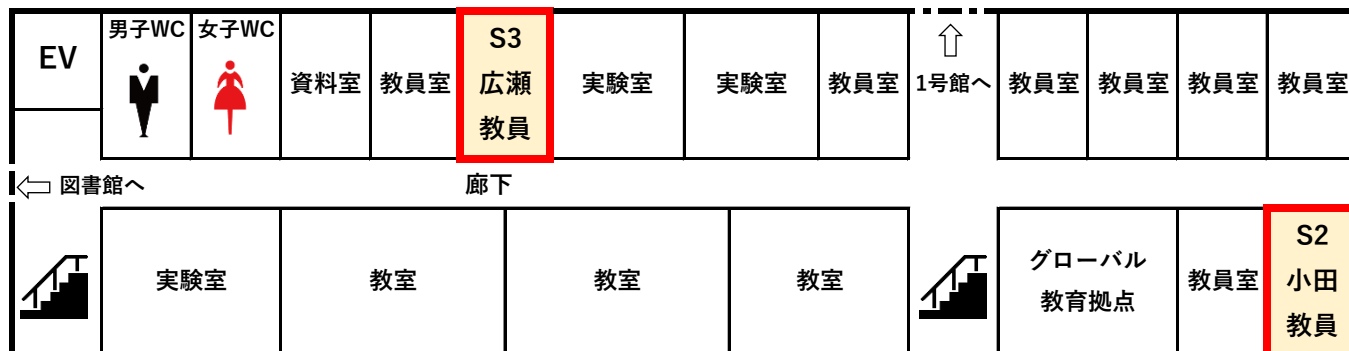 EV
男子WC
女子WC
資料室
教員室
S3
広瀬
教員
実験室
実験室
教員室
1号館へ
教員室
教員室
教員室
教員室
図書館へ
廊下
実験室
教室
教室
教室
グローバル
教育拠点
教員室
S2
小田
教員